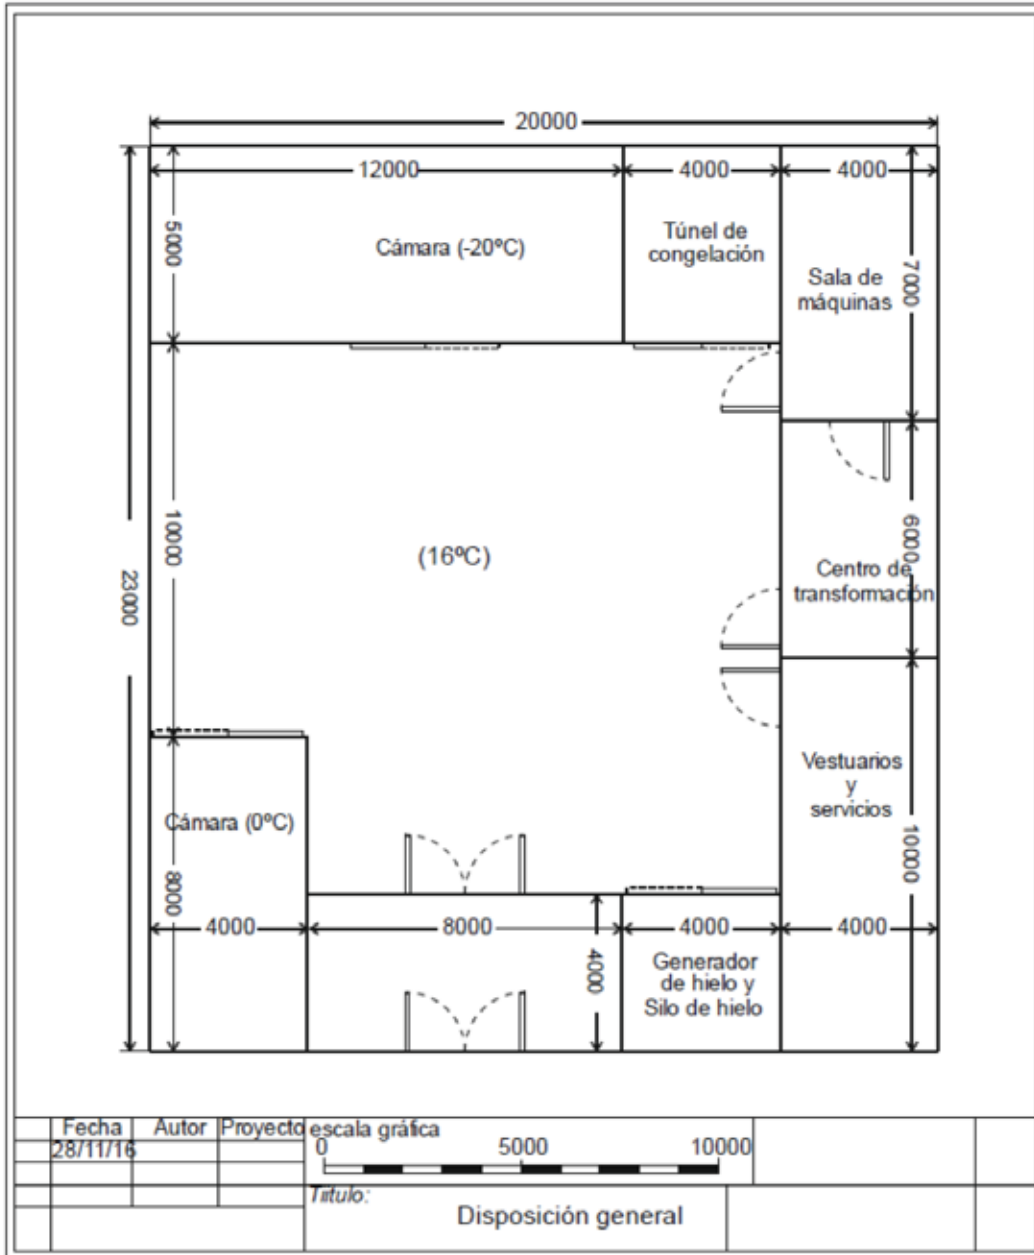 20000
12000
4000
4000
5000
Cámara (-20ºC)
Túnel de
congelación
Sala de
máquinas
7000
10000
(16ºC)
6000
23000
Centro de
transformación
Vestuarios
y
servicios
Cámara (0ºC)
8000
10000
4000
8000
4000
4000
4000
Generador
de hielo y
Silo de hielo
Fecha
Autor
Proyecto
escala gráfica
28/11/16
0
5000
10000
Tíitulo:
Disposición general